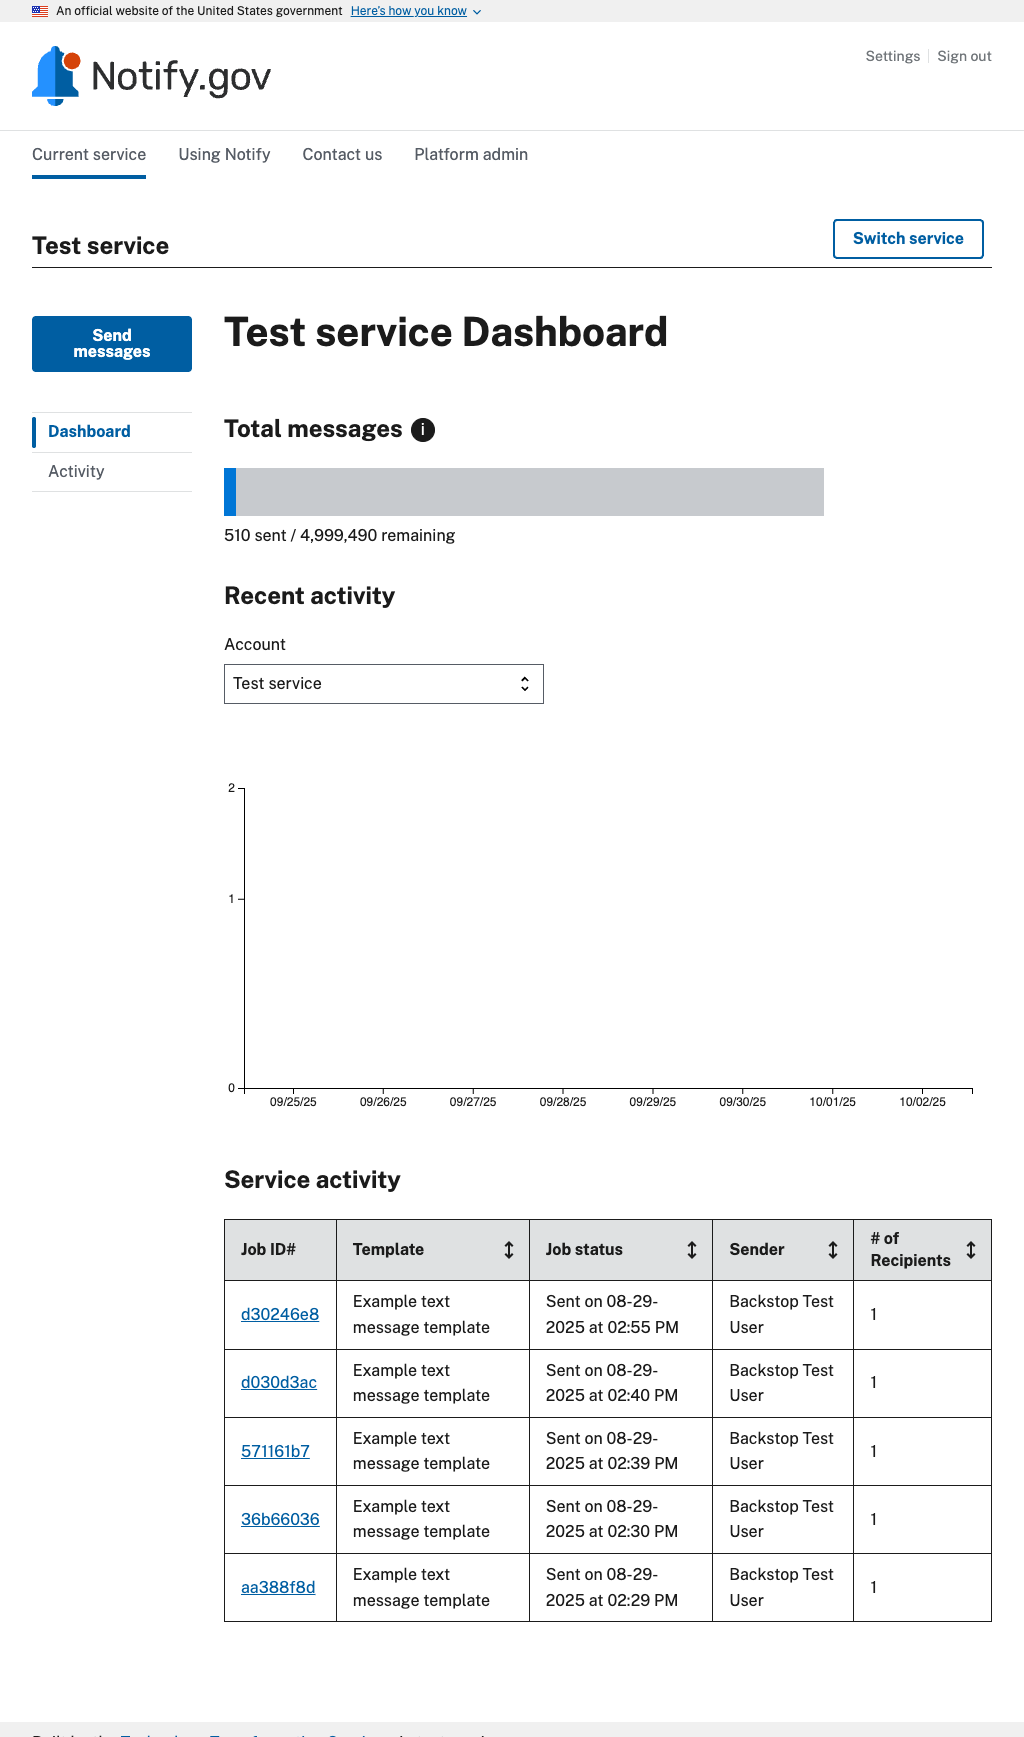 An official website of the United States government Here's how you know
Notify.gov
Settings Sign out
Current service Using Notify Contact us Platform admin
Test service
Switch service
Send
messages
Test service Dashboard
Dashboard
Activity
Total messages i
510 sent / 4,999,490 remaining
Recent activity
Account
Test service
2
1
0
09/25/25 09/26/25 09/27/25 09/28/25 09/29/25 09/30/25 10/01/25 10/02/25
Service activity
Job ID# Template Job status Sender # of
Recipients
d30246e8 Example text
message template Sent on 08-29-
2025 at 02:55 PM Backstop Test
User 1
d030d3ac Example text
message template Sent on 08-29-
2025 at 02:40 PM Backstop Test
User 1
571161b7 Example text
message template Sent on 08-29-
2025 at 02:39 PM Backstop Test
User 1
36b66036 Example text
message template Sent on 08-29-
2025 at 02:30 PM Backstop Test
User 1
aa388f8d Example text
message template Sent on 08-29-
2025 at 02:29 PM Backstop Test
User 1